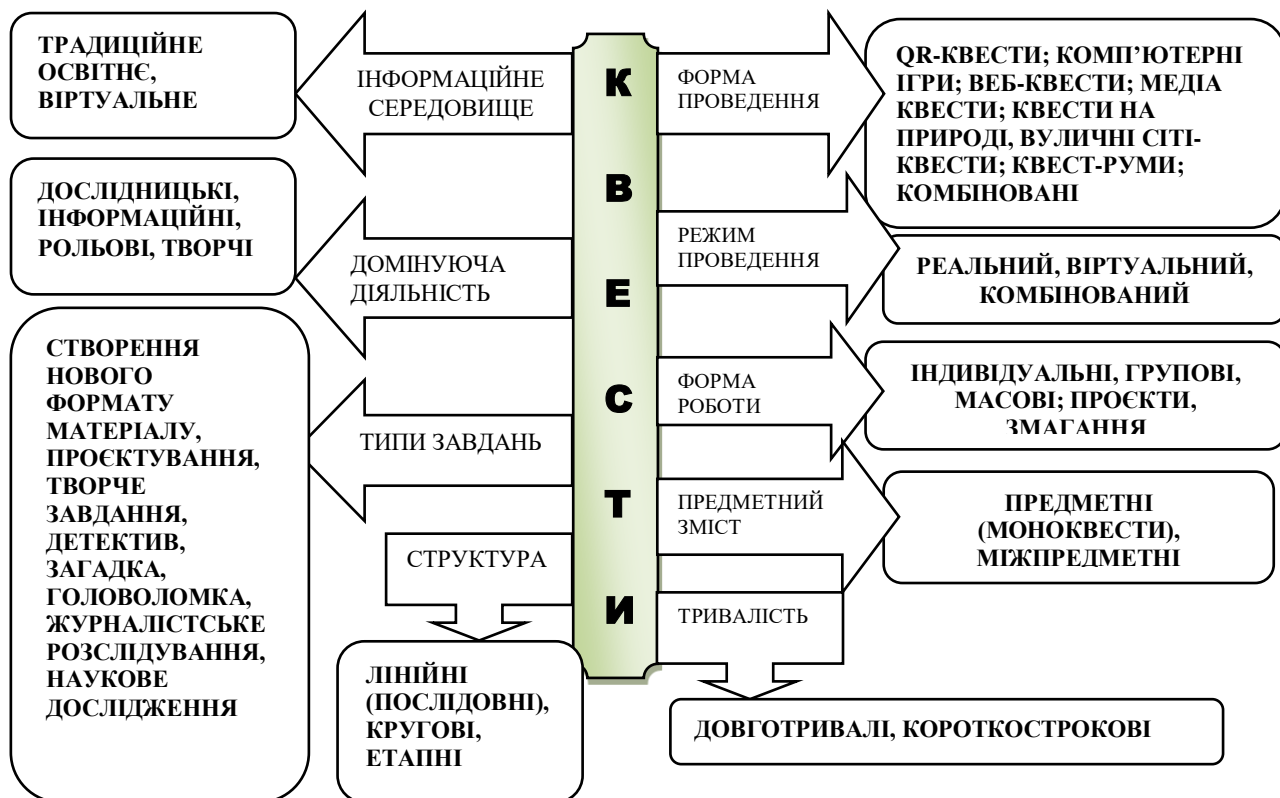 ТРАДИЦІЙНЕ
ОСВІТНЄ,
ВІРТУАЛЬНЕ
ІНФОРМАЦІЙНЕ
СЕРЕДОВИЩЕ
ДОСЛІДНИЦЬКІ,
ІНФОРМАЦІЙНІ,
РОЛЬОВІ, ТВОРЧІ
ДОМІНУЮЧА
ДІЯЛЬНІСТЬ
СТВОРЕННЯ
НОВОГО
ФОРМАТУ
МАТЕРІАЛУ,
ПРОЄКТУВАННЯ,
ТВОРЧЕ
ЗАВДАННЯ,
ДЕТЕКТИВ,
ЗАГАДКА,
ГОЛОВОЛОМКА,
ЖУРНАЛІСТСЬКЕ
РОЗСЛІДУВАННЯ,
НАУКОВЕ
ДОСЛІДЖЕННЯ
ТИПИ ЗАВДАНЬ
СТРУКТУРА
ЛІНІЙНІ
(ПОСЛІДОВНІ),
КРУГОВІ,
ЕТАПНІ
К
В
Е
С
Т
И
ФОРМА
ПРОВЕДЕННЯ
QR-КВЕСТИ; КОМП’ЮТЕРНІ
ІГРИ; ВЕБ-КВЕСТИ; МЕДІА
КВЕСТИ; КВЕСТИ НА
ПРИРОДІ, ВУЛИЧНІ СІТІ-
КВЕСТИ; КВЕСТ-РУМИ;
КОМБІНОВАНІ
РЕЖИМ
ПРОВЕДЕННЯ
РЕАЛЬНИЙ, ВІРТУАЛЬНИЙ,
КОМБІНОВАНИЙ
ФОРМА
РОБОТИ
ІНДИВІДУАЛЬНІ, ГРУПОВІ,
МАСОВІ; ПРОЄКТИ,
ЗМАГАННЯ
ПРЕДМЕТНИЙ
ЗМІСТ
ПРЕДМЕТНІ
(МОНОКВЕСТИ),
МІЖПРЕДМЕТНІ
ТРИВАЛІСТЬ
ДОВГОТРИВАЛІ, КОРОТКОСТРОКОВІ